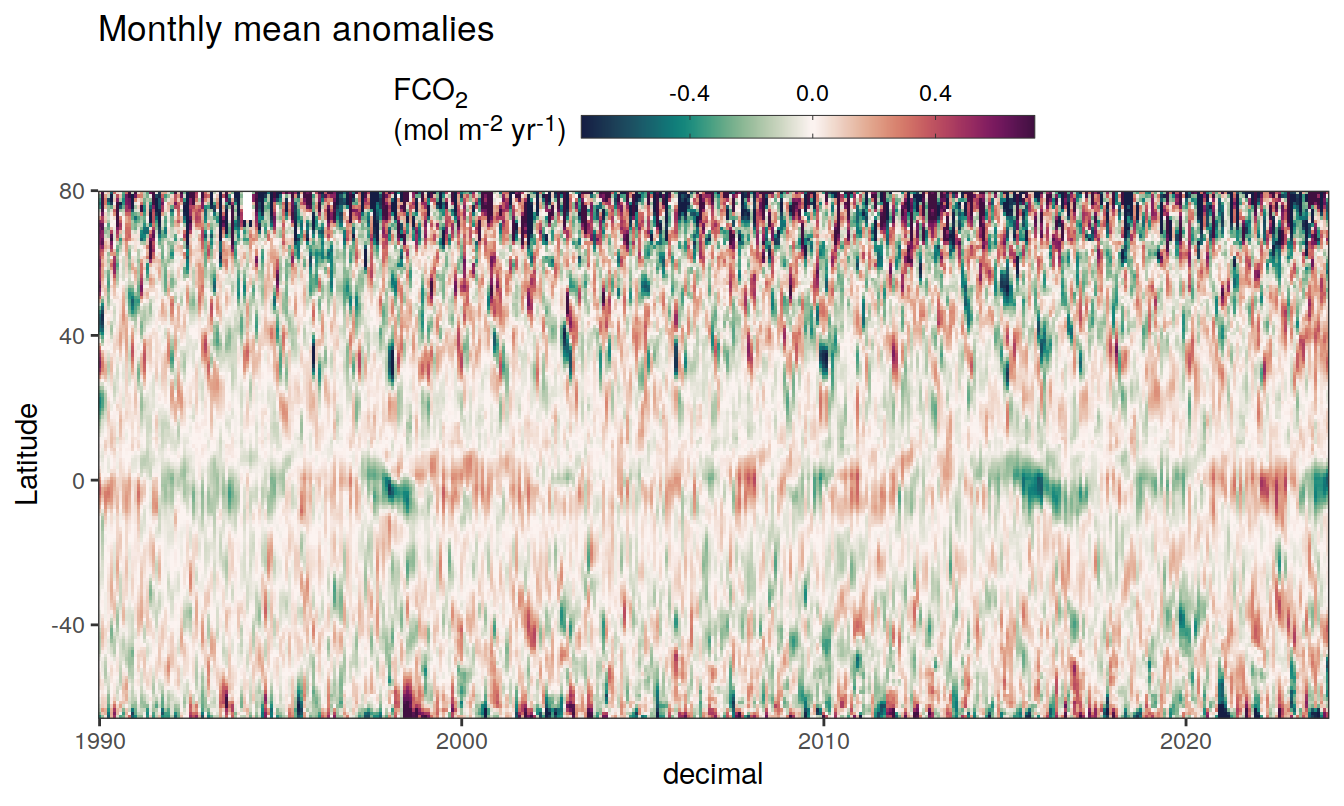 Monthly mean anomalies
FCO₂
(mol m⁻² yr⁻¹)
-0.4 0.0 0.4
80
40
0
-40
Latitude
1990 2000 2010 2020
decimal